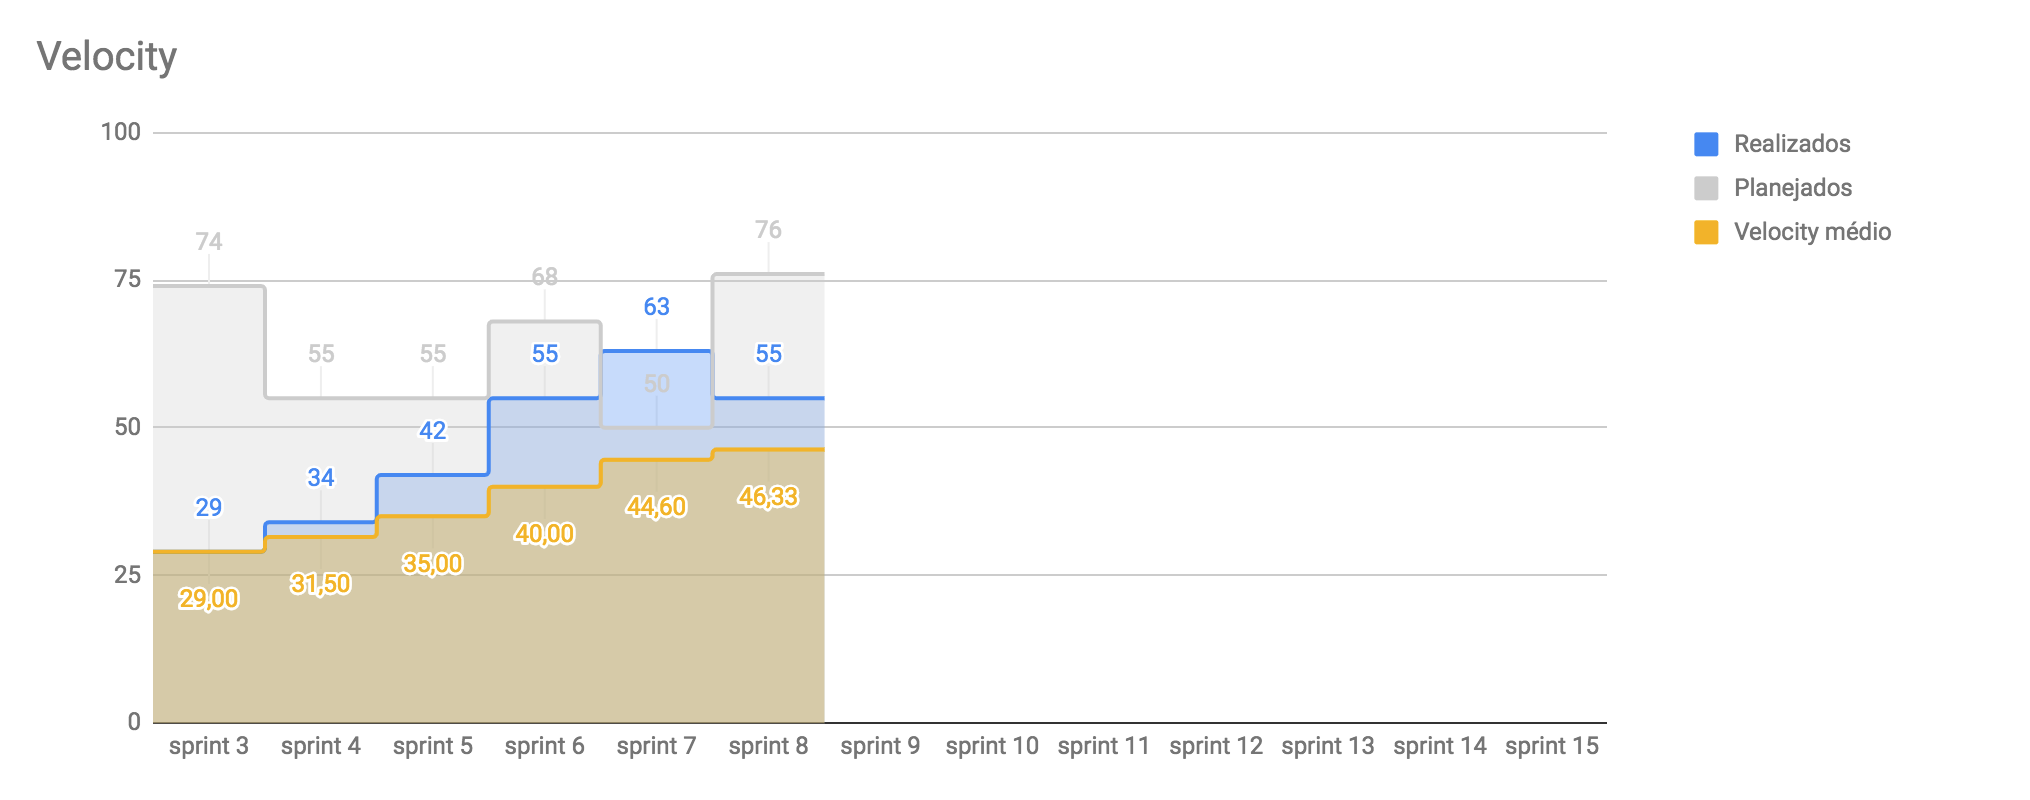 Velocity
100
75
50
25
0
74
55
55
68
50
76
29
34
42
55
63
55
29,00
31,50
35,00
40,00
44,60
46,33
sprint 3
sprint 4
sprint 5
sprint 6
sprint 7
sprint 8
sprint 9
sprint 10
sprint 11
sprint 12
sprint 13
sprint 14
sprint 15
Realizados
Planejados
Velocity médio